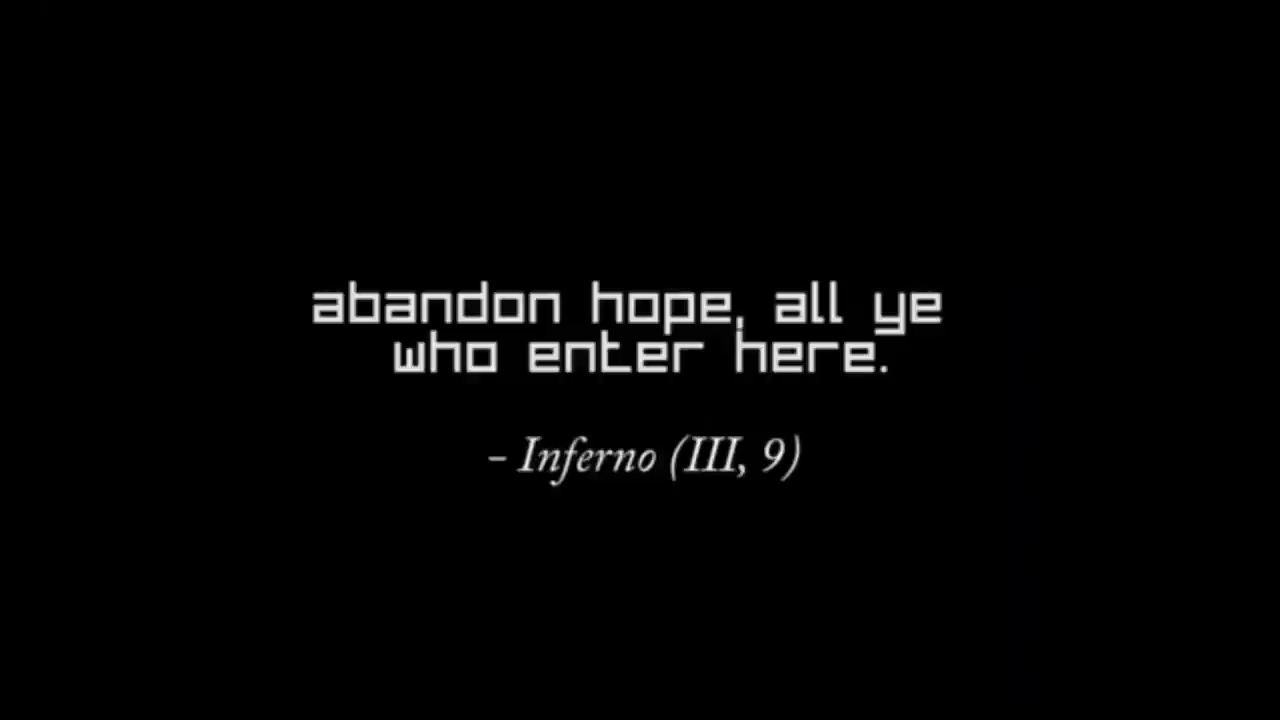 abandon hope, all ye
who enter here.
- Inferno (III, 9)